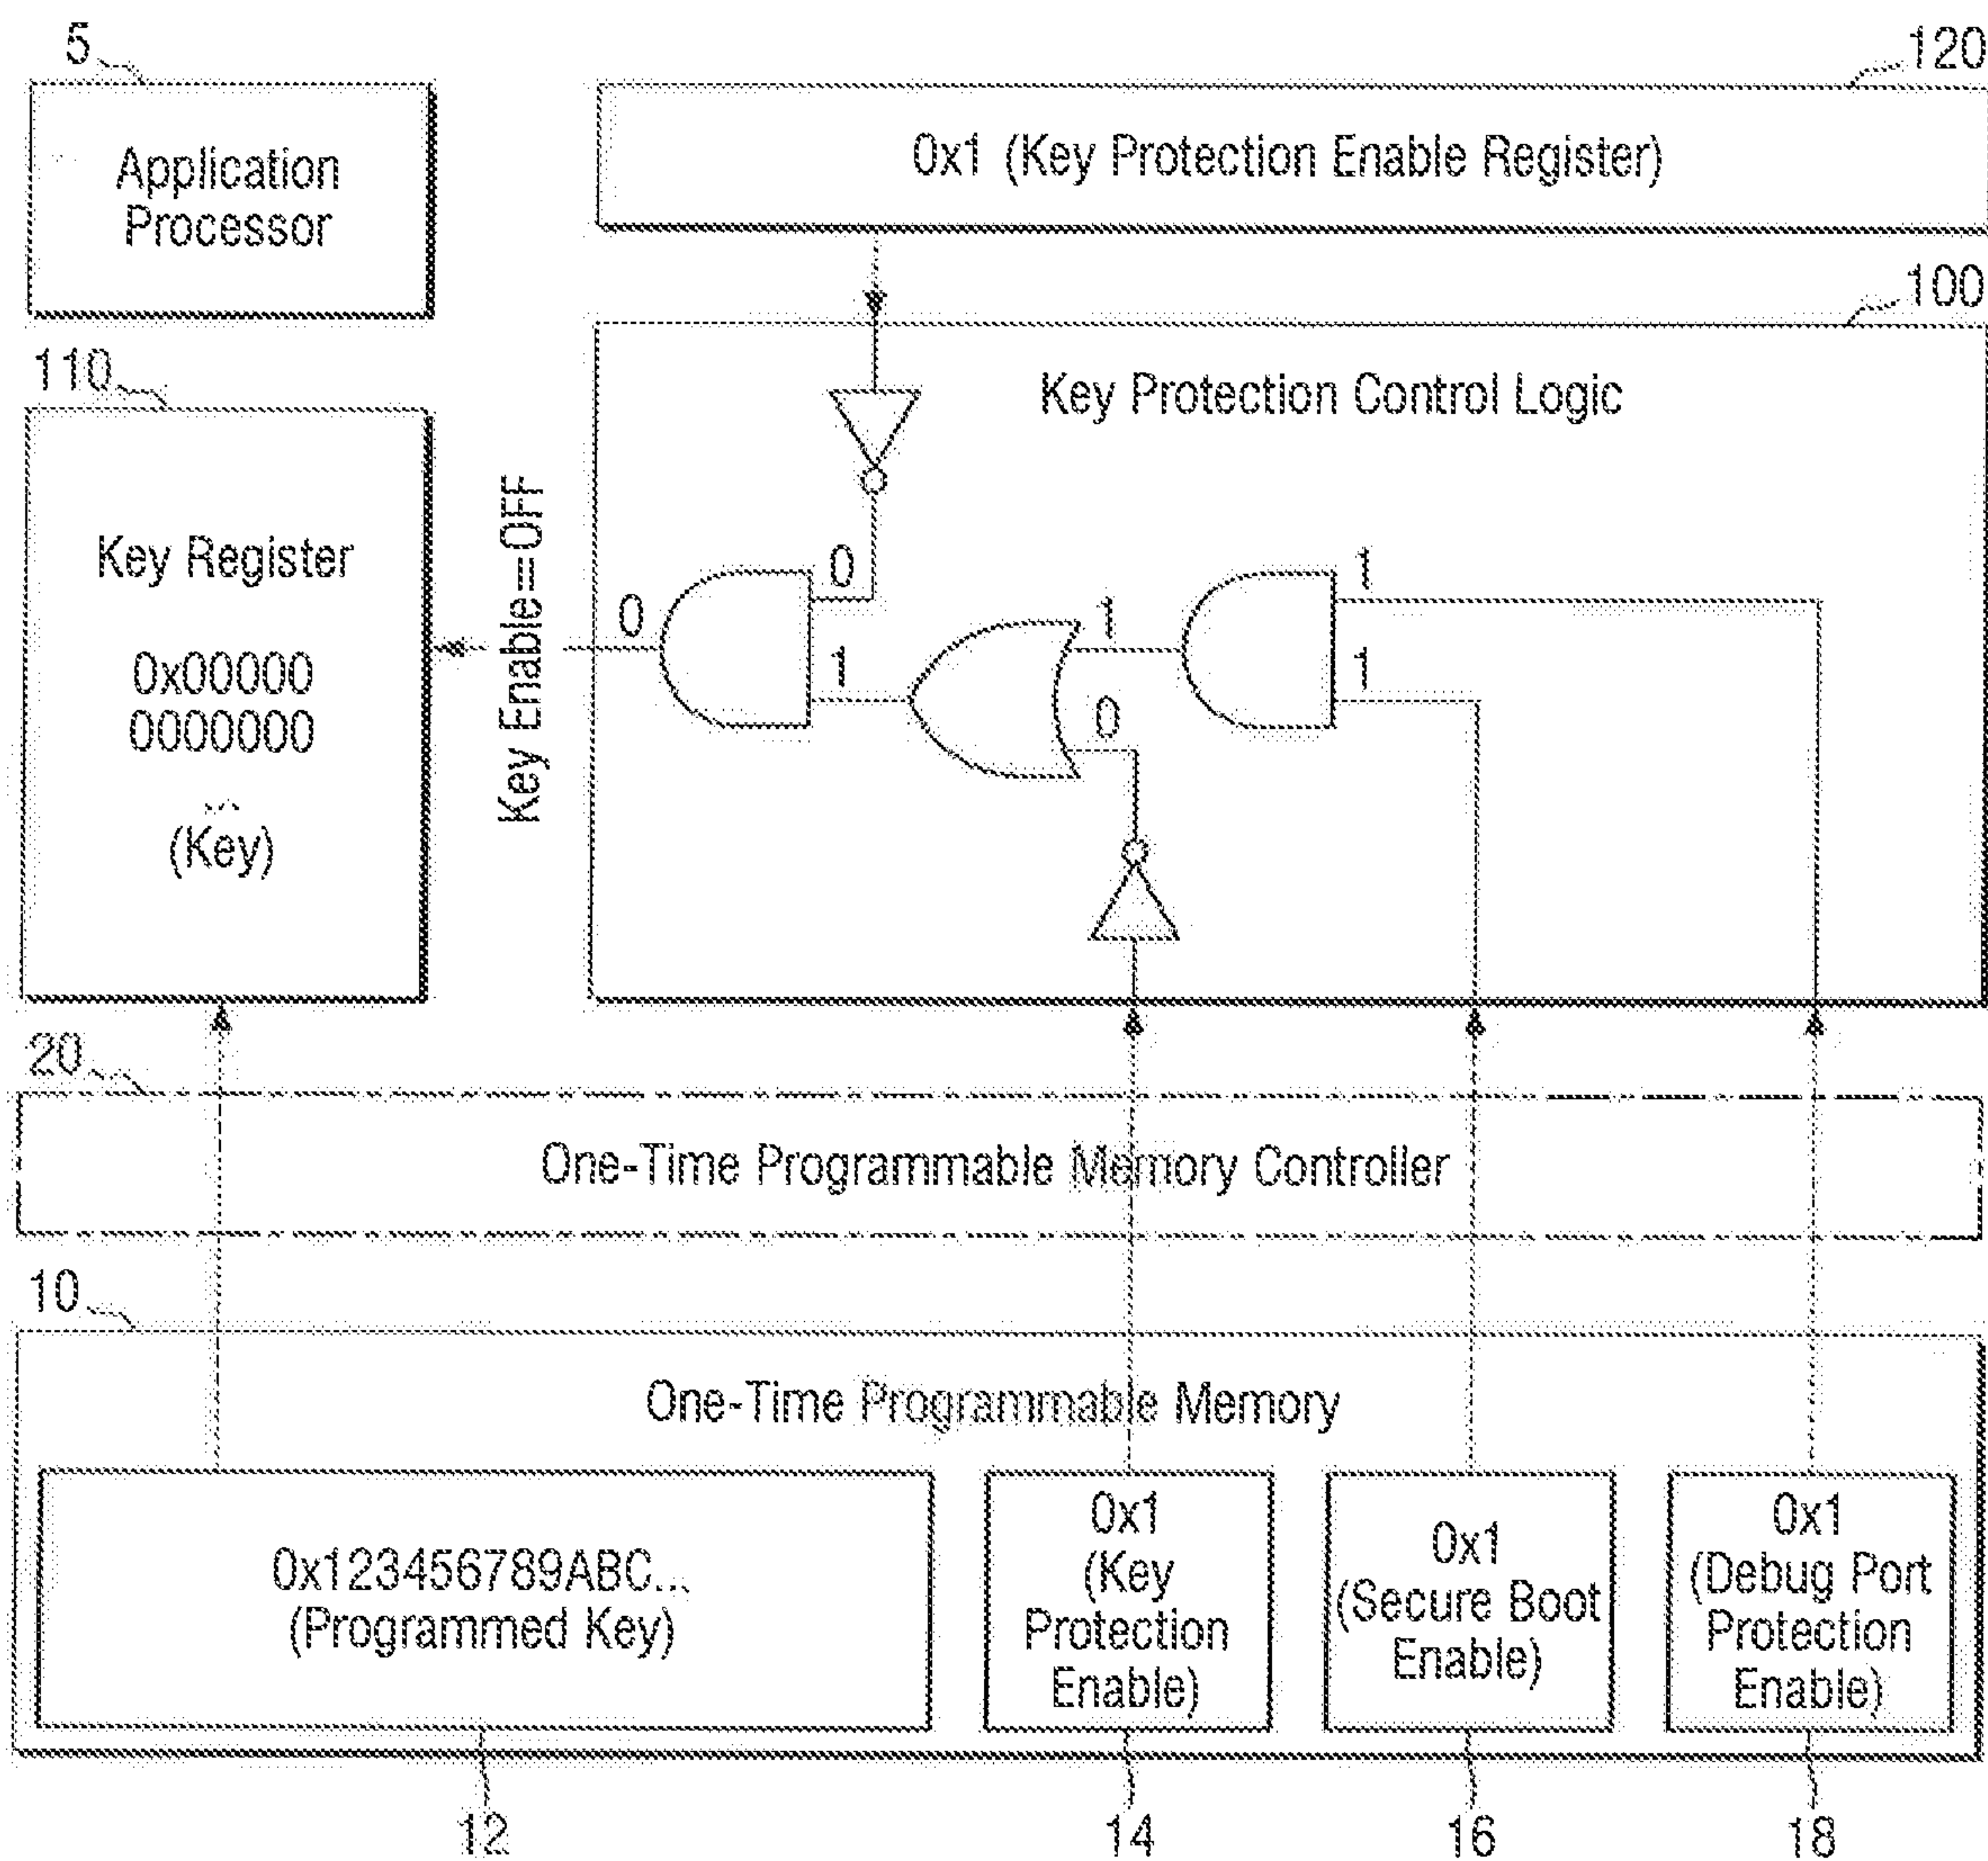 5
Application
Processor
120
0x1 (Key Protection Enable Register)
100
Key Protection Control Logic
110
Key Register
0x00000
0000000
...
(Key)
Key Enable=OFF
0
0
1
1
0
1
1
20
One-Time Programmable Memory Controller
10
One-Time Programmable Memory
0x123456789ABC...
(Programmed Key)
0x1
(Key
Protection
Enable)
0x1
(Secure Boot
Enable)
0x1
(Debug Port
Protection
Enable)
12
14
16
18